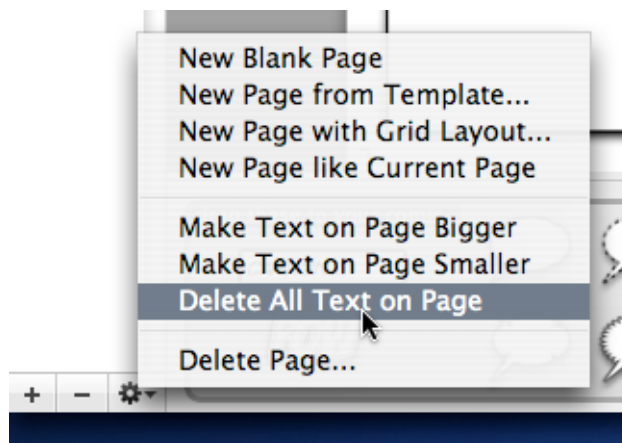 New Blank Page
New Page from Template...
New Page with Grid Layout...
New Page like Current Page
Make Text on Page Bigger
Make Text on Page Smaller
Delete All Text on Page
Delete Page...